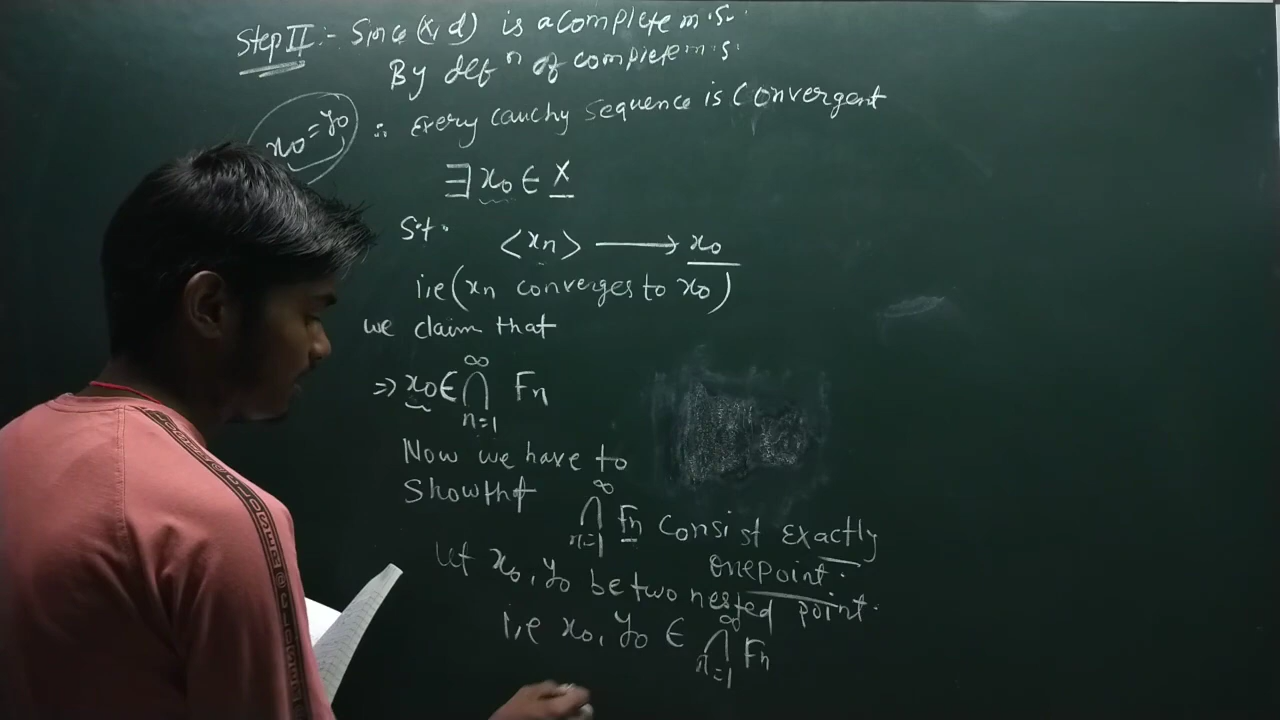 Step II :- Since (x, d) is a complete m.s.
By defⁿ of complete m.s.
x₀ = y₀
∴ Every cauchy sequence is convergent
∃ x₀ ∈ X
S.t. <xₙ> ⟶ x₀
i.e (xₙ converges to x₀)
we claim that
⇒ x₀ ∈ ∞⋂n=1 Fₙ
Now we have to
Show tht ∞⋂n=1 Fₙ consist exactly
one point.
Let x₀, y₀ be two nested point.
i.e x₀, y₀ ∈ ∞⋂n=1 Fₙ